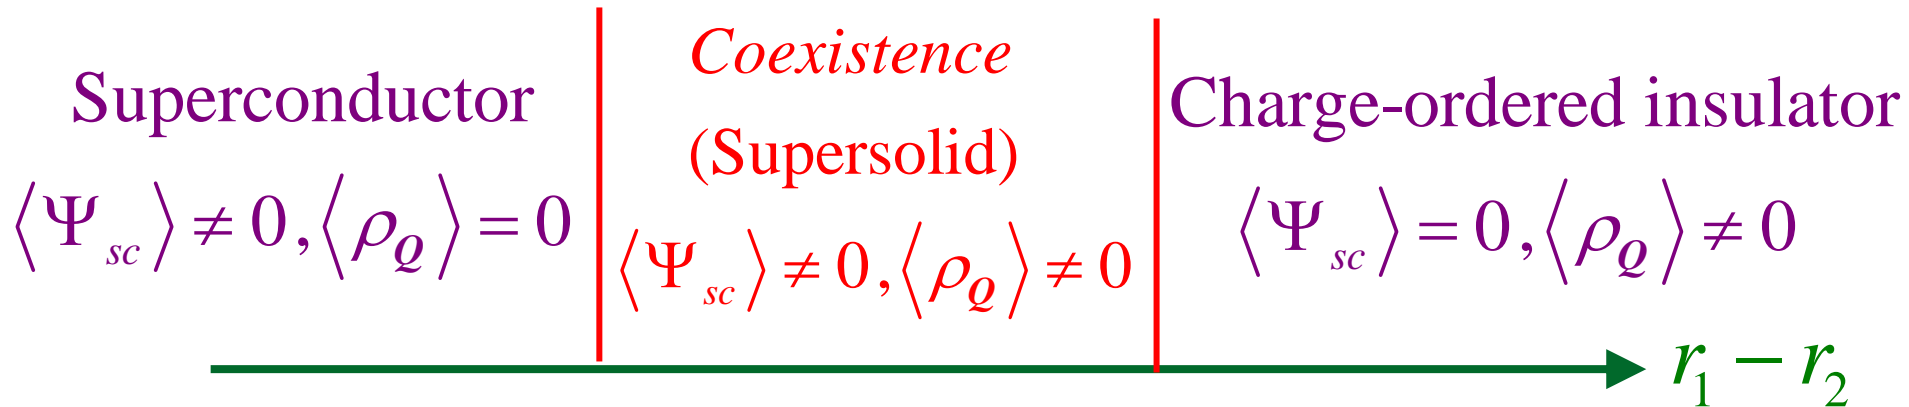 Superconductor
⟨Ψ_sc⟩ ≠ 0, ⟨ρ_Q⟩ = 0
Coexistence
(Supersolid)
⟨Ψ_sc⟩ ≠ 0, ⟨ρ_Q⟩ ≠ 0
Charge-ordered insulator
⟨Ψ_sc⟩ = 0, ⟨ρ_Q⟩ ≠ 0
r_1 − r_2